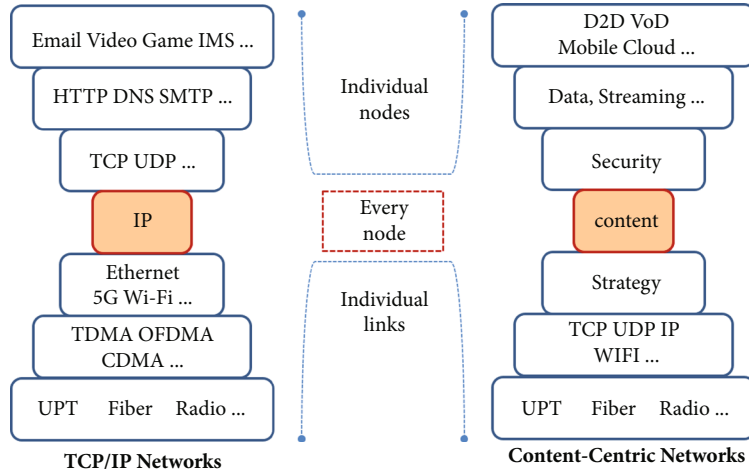 Email Video Game IMS ...
HTTP DNS SMTP ...
TCP UDP ...
IP
Ethernet
5G Wi-Fi ...
TDMA OFDMA
CDMA ...
UPT Fiber Radio ...
TCP/IP Networks
Individual
nodes
Every
node
Individual
links
D2D VoD
Mobile Cloud ...
Data, Streaming ...
Security
content
Strategy
TCP UDP IP
WIFI ...
UPT Fiber Radio ...
Content-Centric Networks